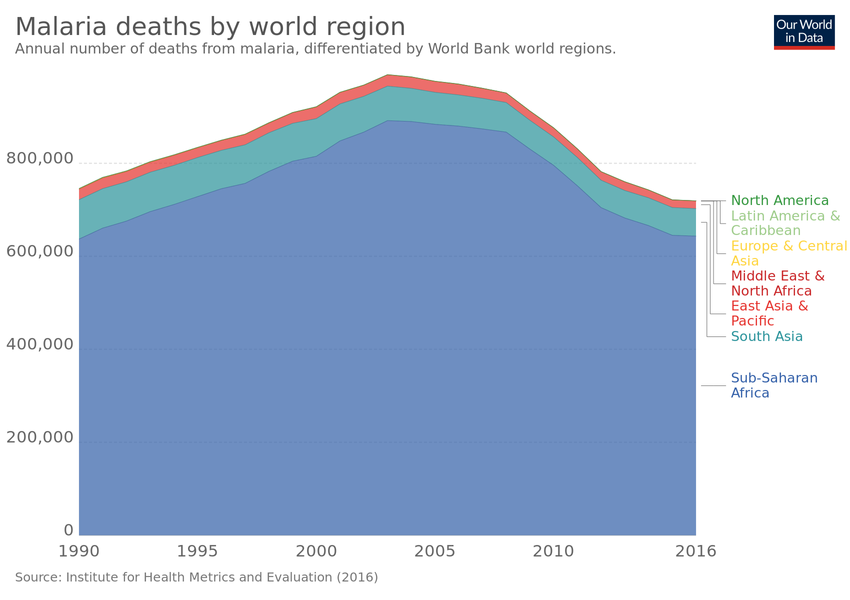 Malaria deaths by world region
Annual number of deaths from malaria, differentiated by World Bank world regions.
Our World
in Data
800,000
600,000
400,000
200,000
0
1990
1995
2000
2005
2010
2016
North America
Latin America &
Caribbean
Europe & Central
Asia
Middle East &
North Africa
East Asia &
Pacific
South Asia
Sub-Saharan
Africa
Source: Institute for Health Metrics and Evaluation (2016)